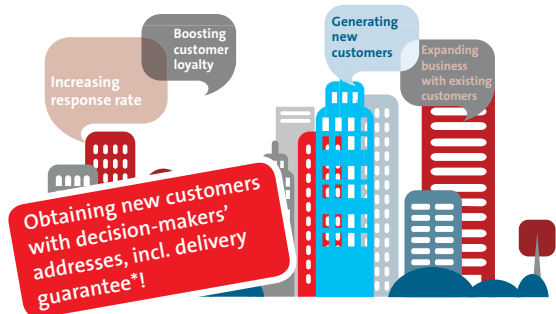 Boosting
customer
loyalty
Generating
new
customers
Expanding
business
with existing
customers
Increasing
response rate
Obtaining new customers
with decision-makers'
addresses, incl. delivery
guarantee*!